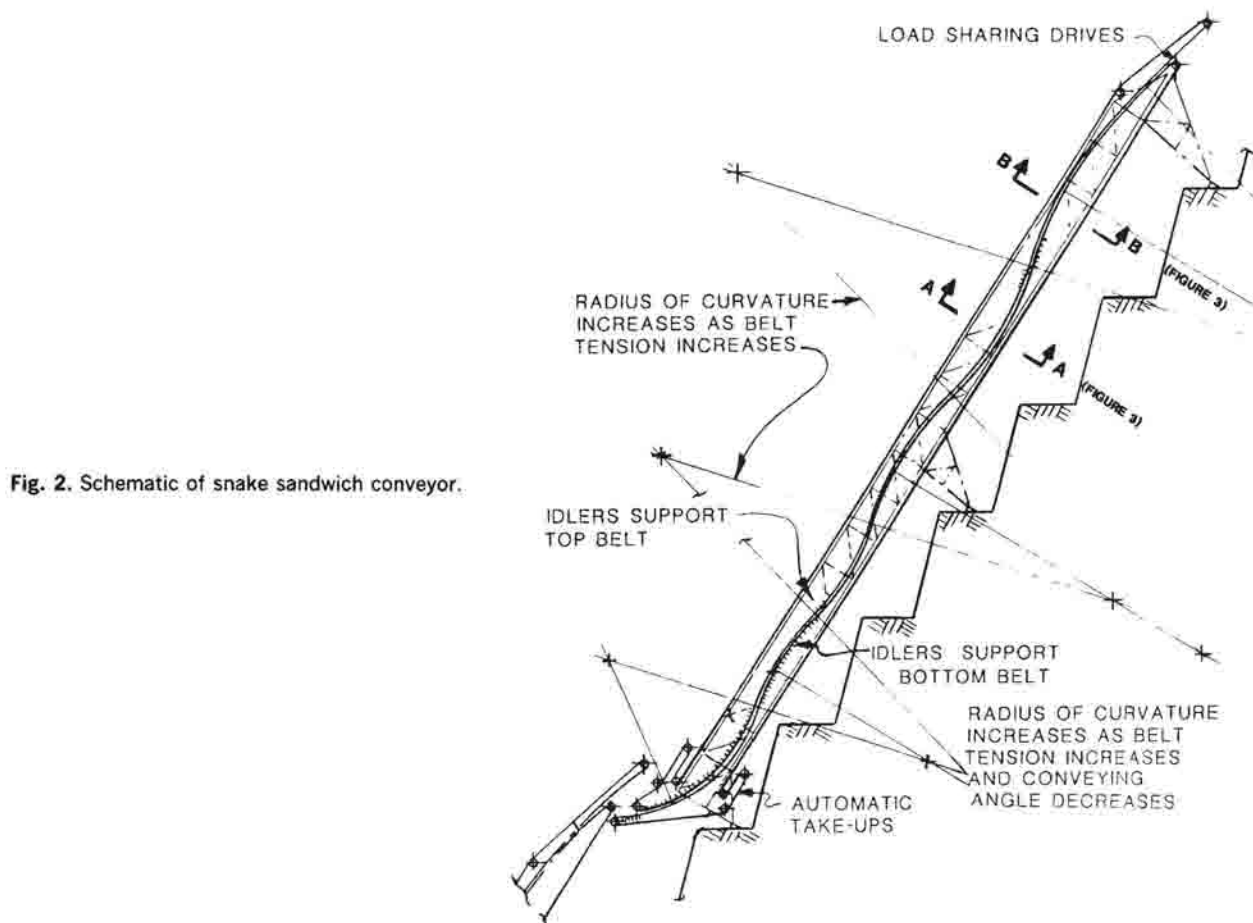 LOAD SHARING DRIVES
B
B
(FIGURE 3)
A
RADIUS OF CURVATURE
INCREASES AS BELT
TENSION INCREASES
A
(FIGURE 3)
Fig. 2. Schematic of snake sandwich conveyor.
IDLERS SUPPORT
TOP BELT
IDLERS SUPPORT
BOTTOM BELT
RADIUS OF CURVATURE
INCREASES AS BELT
TENSION INCREASES
AND CONVEYING
ANGLE DECREASES
AUTOMATIC
TAKE-UPS